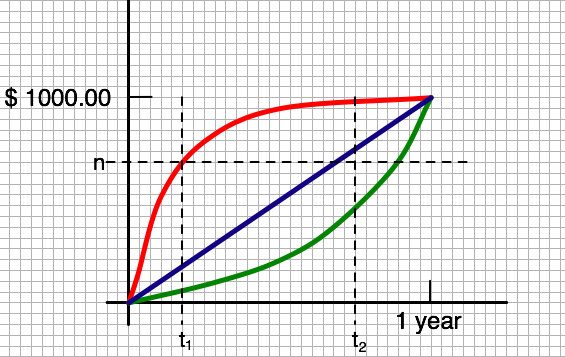 $ 1000.00
n
1 year
t₁
t₂